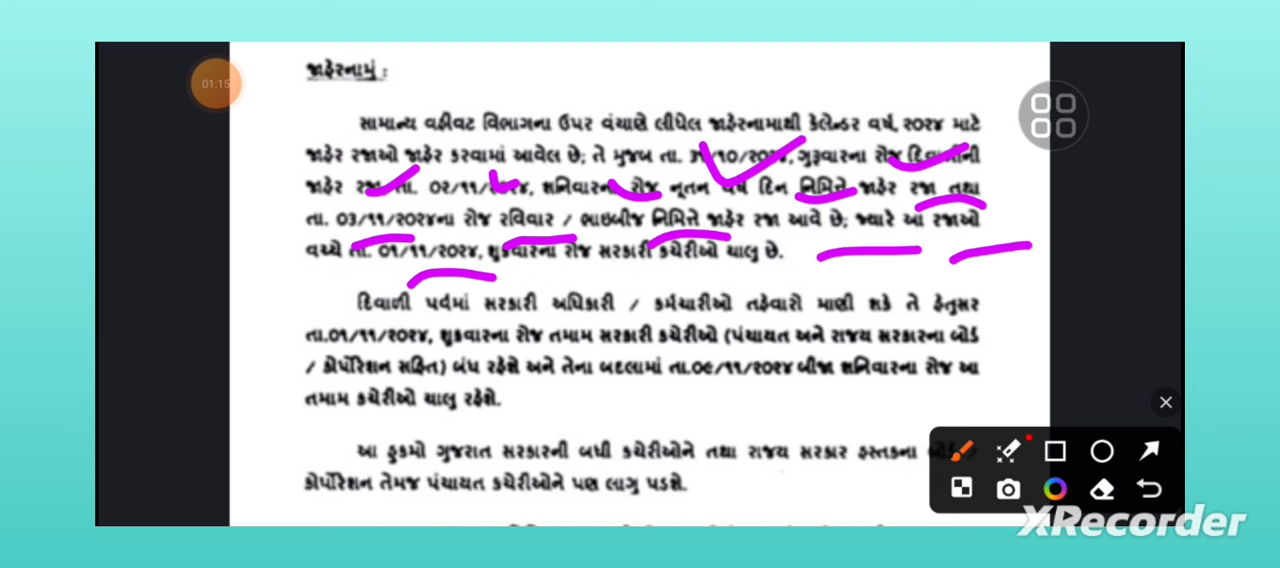 જાહેરનામું :
01:15
સામાન્ય વહીવટ વિભાગના ઉપર વંચાણે લીધેલ જાહેરનામાથી કેલેન્ડર વર્ષ, ૨૦૨૪ માટે
જાહેર રજાઓ જાહેર કરવામાં આવેલ છે; તે મુજબ તા. ૩૧/૧૦/૨૦૨૪, ગુરૂવારના રોજ દિવાળીની
જાહેર રજા તા. ૦૨/૧૧/૨૦૨૪, શનિવારના રોજ નૂતન વર્ષ દિન નિમિત્તે જાહેર રજા તથા
તા. ૦૩/૧૧/૨૦૨૪ના રોજ રવિવાર / ભાઇબીજ નિમિત્તે જાહેર રજા આવે છે; જ્યારે આ રજાઓ
વચ્ચે તા. ૦૧/૧૧/૨૦૨૪, શુક્રવારના રોજ સરકારી કચેરીઓ ચાલુ છે.
દિવાળી પર્વમાં સરકારી અધિકારી / કર્મચારીઓ તહેવારો માણી શકે તે હેતુસર
તા.૦૧/૧૧/૨૦૨૪, શુક્રવારના રોજ તમામ સરકારી કચેરીઓ (પંચાયત અને રાજય સરકારના બોર્ડ
/ કોર્પોરેશન સહિત) બંધ રહેશે અને તેના બદલામાં તા.૦૯/૧૧/૨૦૨૪ બીજા શનિવારના રોજ આ
તમામ કચેરીઓ ચાલુ રહેશે.
આ હુકમો ગુજરાત સરકારની બધી કચેરીઓને તથા રાજય સરકાર હસ્તકના બોર્ડ /
કોર્પોરેશન તેમજ પંચાયત કચેરીઓને પણ લાગુ પડશે.
XRecorder